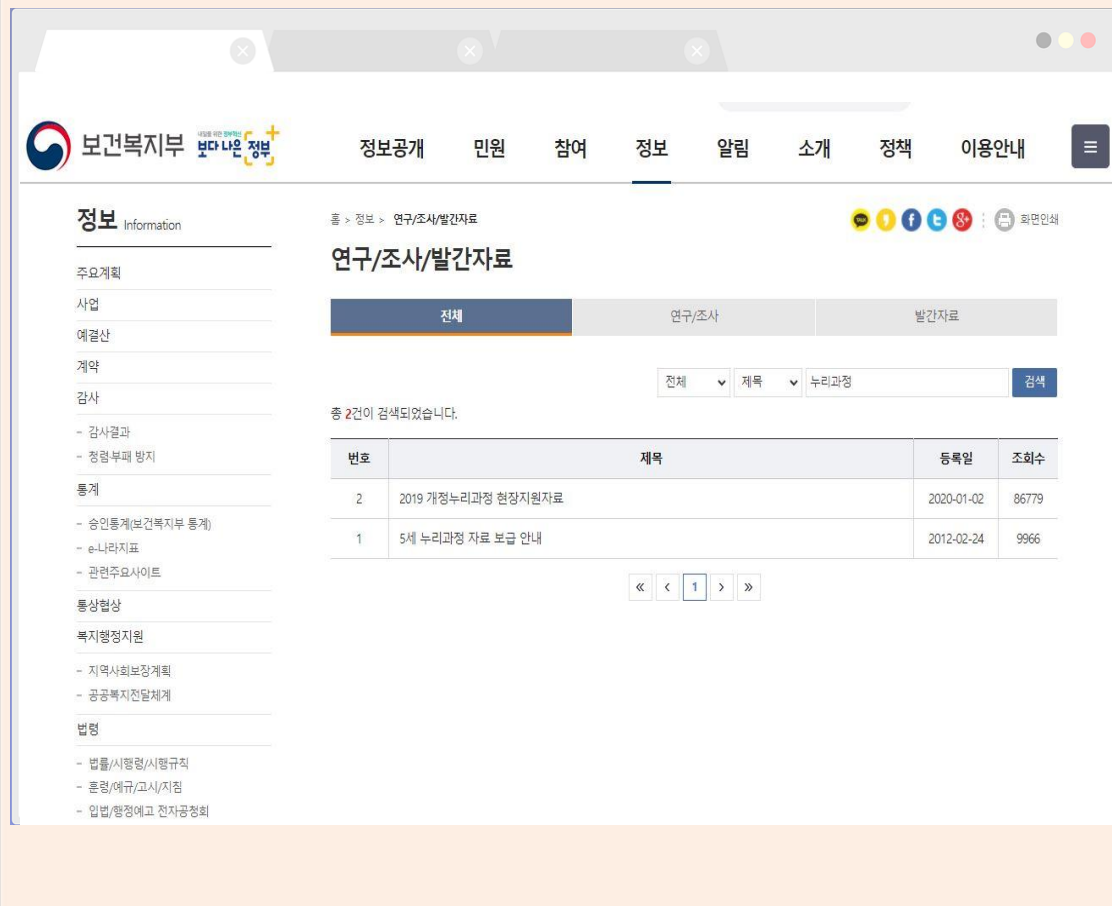 보건복지부 내일을 위한 정부혁신 보다나은 정부
정보공개 민원 참여 정보 알림 소개 정책 이용안내
정보 Information
주요계획
사업
예결산
계약
감사
- 감사결과
- 청렴·부패 방지
통계
- 승인통계(보건복지부 통계)
- e-나라지표
- 관련주요사이트
통상협상
복지행정지원
- 지역사회보장계획
- 공공복지전달체계
법령
- 법률/시행령/시행규칙
- 훈령/예규/고시/지침
- 입법/행정예고 전자공청회
홈 > 정보 > 연구/조사/발간자료
TALK f 8+ 화면인쇄
연구/조사/발간자료
전체 연구/조사 발간자료
전체 제목 누리과정 검색
총 2건이 검색되었습니다.
번호 제목 등록일 조회수
2 2019 개정누리과정 현장지원자료 2020-01-02 86779
1 5세 누리과정 자료 보급 안내 2012-02-24 9966
« < 1 > »